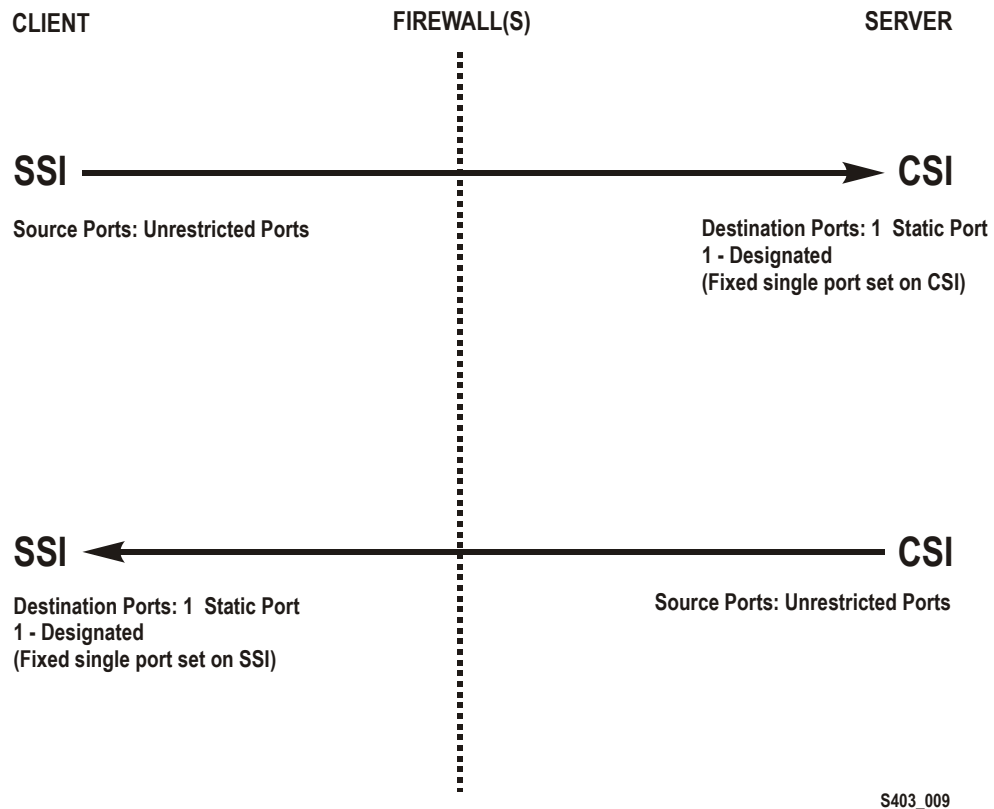 CLIENT
FIREWALL(S)
SERVER
SSI
CSI
Source Ports: Unrestricted Ports
Destination Ports: 1 Static Port
1 - Designated
(Fixed single port set on CSI)
SSI
CSI
Destination Ports: 1 Static Port
1 - Designated
(Fixed single port set on SSI)
Source Ports: Unrestricted Ports
S403_009